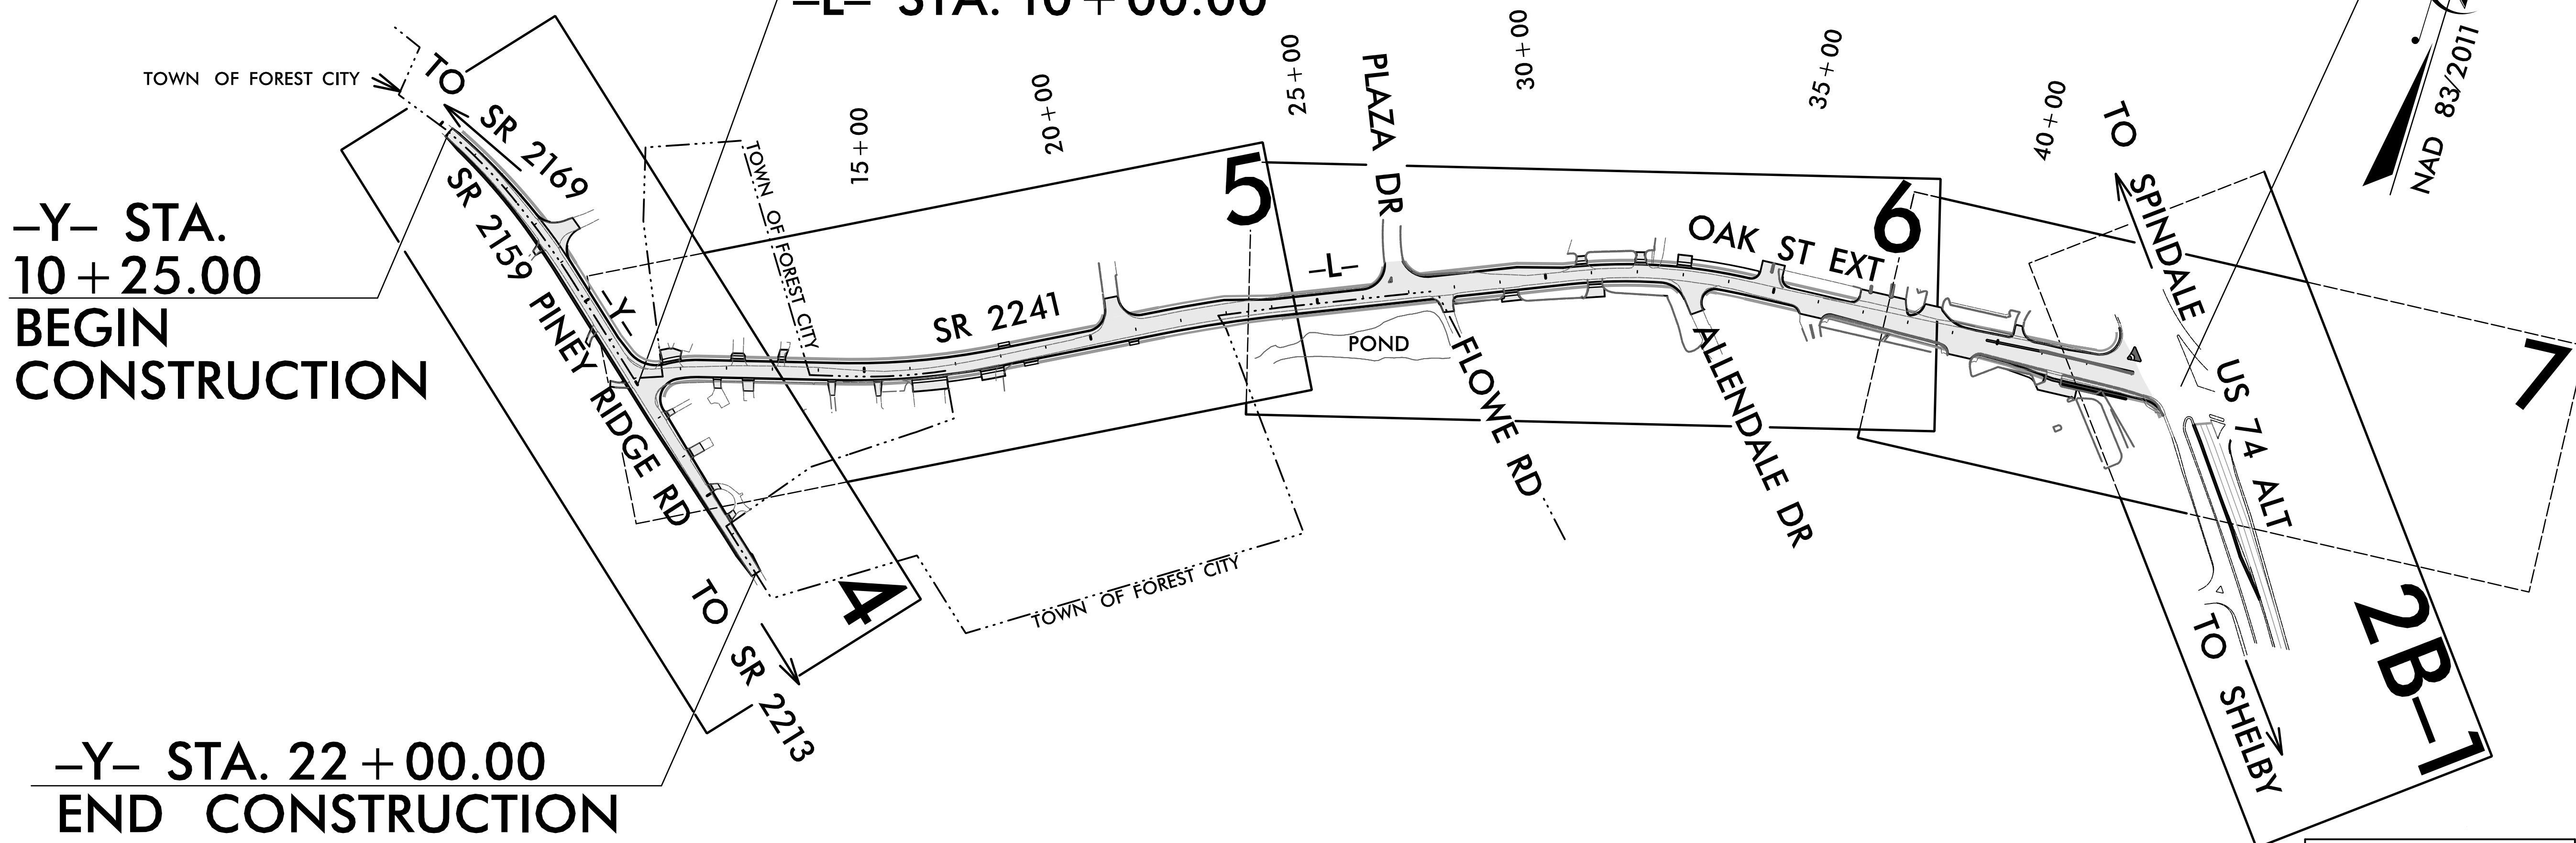 –L– STA. 10+00.00
TOWN OF FOREST CITY
TO SR 2169
SR 2159 PINEY RIDGE RD
–Y– STA.
10+25.00
BEGIN
CONSTRUCTION
–Y–
TOWN OF FOREST CITY
15+00
20+00
25+00
30+00
35+00
40+00
5
PLAZA DR
SR 2241
–L–
POND
FLOWE RD
OAK ST EXT
6
ALLENDALE DR
TO SPINDALE
NAD 83/2011
US 74 ALT
7
TO SHELBY
2B–1
4
TOWN OF FOREST CITY
TO SR 2213
–Y– STA. 22+00.00
END CONSTRUCTION